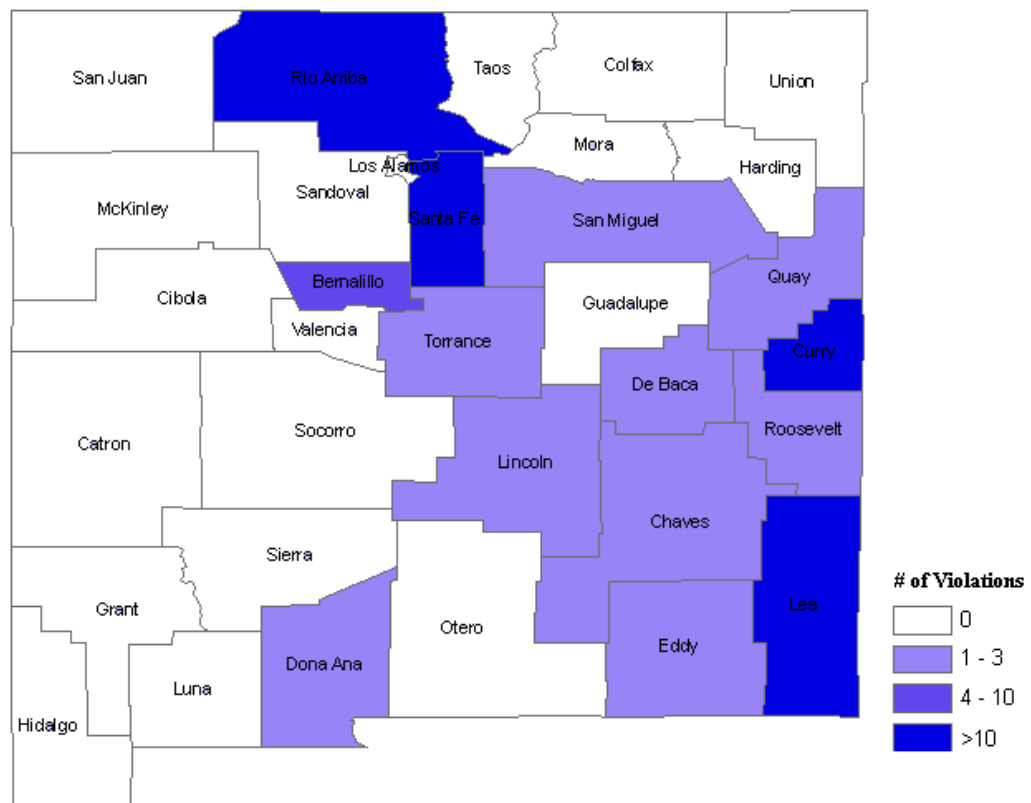 San Juan
Rio Arriba
Taos
Colfax
Union
Mora
Los Alamos
Harding
Sandoval
McKinley
Santa Fe
San Miguel
Bernalillo
Quay
Cibola
Guadalupe
Valencia
Torrance
Curry
De Baca
Socorro
Roosevelt
Catron
Lincoln
Chaves
Sierra
Grant
Otero
Lea
Eddy
Dona Ana
Luna
Hidalgo
# of Violations
0
1 - 3
4 - 10
>10